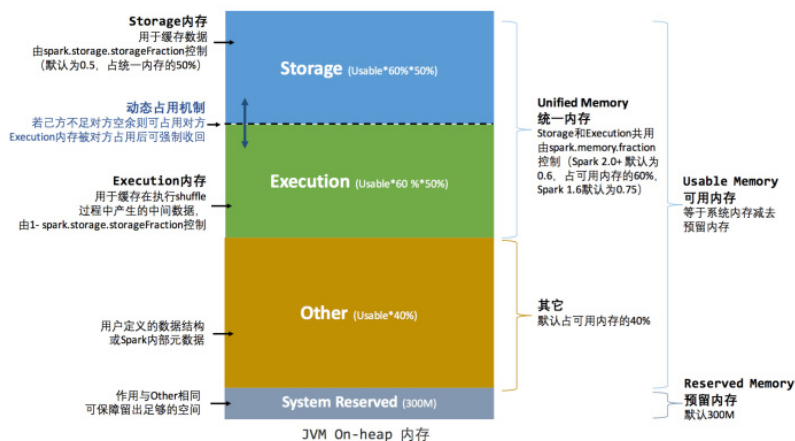 Storage内存
用于缓存数据
由spark.storage.storageFraction控制
（默认为0.5，占统一内存的50%）
动态占用机制
若己方不足对方空余则可占用对方
Execution内存被对方占用后可强制收回
Execution内存
用于缓存在执行shuffle
过程中产生的中间数据，
由1- spark.storage.storageFraction控制
用户定义的数据结构
或Spark内部元数据
作用与Other相同
可保障留出足够的空间
Storage (Usable*60%*50%)
Execution (Usable*60 %*50%)
Other (Usable*40%)
System Reserved (300M)
JVM On-heap 内存
Unified Memory
统一内存
Storage和Execution共用
由spark.memory.fraction
控制（Spark 2.0+ 默认为
0.6，占可用内存的60%，
Spark 1.6默认为0.75）
其它
默认占可用内存的40%
Usable Memory
可用内存
等于系统内存减去
预留内存
Reserved Memory
预留内存
默认300M